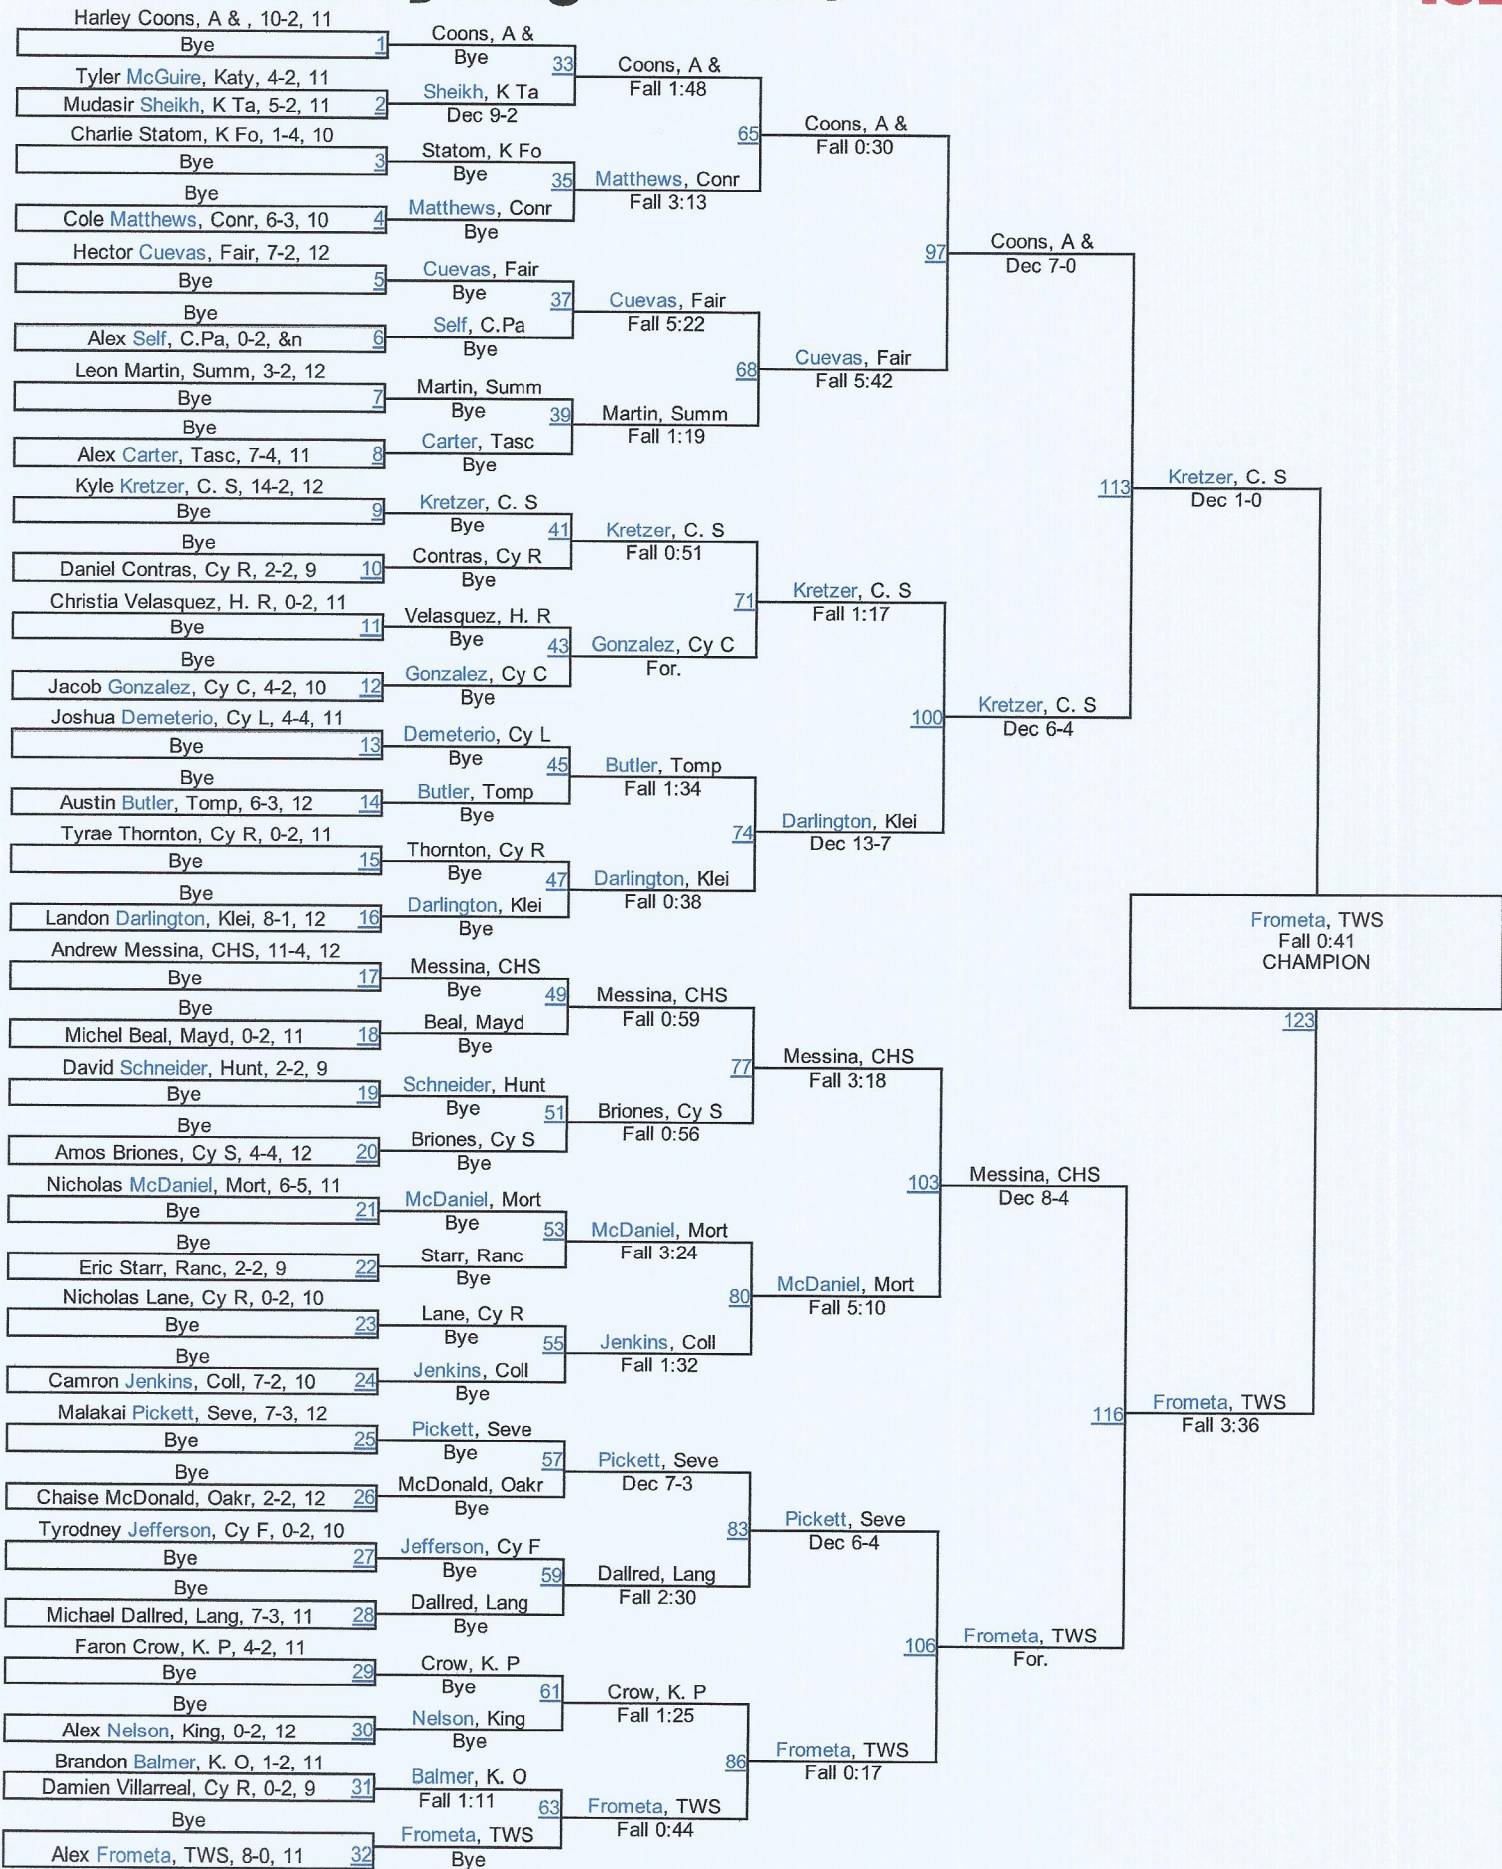 Harley Coons, A & , 10-2, 11
Bye
1
Tyler McGuire, Katy, 4-2, 11
Mudasir Sheikh, K Ta, 5-2, 11
2
Charlie Statom, K Fo, 1-4, 10
Bye
3
Bye
Cole Matthews, Conr, 6-3, 10
4
Hector Cuevas, Fair, 7-2, 12
Bye
5
Bye
Alex Self, C.Pa, 0-2, &n
6
Leon Martin, Summ, 3-2, 12
Bye
7
Bye
Alex Carter, Tasc, 7-4, 11
8
Kyle Kretzer, C. S, 14-2, 12
Bye
9
Bye
Daniel Contras, Cy R, 2-2, 9
10
Christia Velasquez, H. R, 0-2, 11
Bye
11
Bye
Jacob Gonzalez, Cy C, 4-2, 10
12
Joshua Demeterio, Cy L, 4-4, 11
Bye
13
Bye
Austin Butler, Tomp, 6-3, 12
14
Tyrae Thornton, Cy R, 0-2, 11
Bye
15
Bye
Landon Darlington, Klei, 8-1, 12
16
Andrew Messina, CHS, 11-4, 12
Bye
17
Bye
Michel Beal, Mayd, 0-2, 11
18
David Schneider, Hunt, 2-2, 9
Bye
19
Bye
Amos Briones, Cy S, 4-4, 12
20
Nicholas McDaniel, Mort, 6-5, 11
Bye
21
Bye
Eric Starr, Ranc, 2-2, 9
22
Nicholas Lane, Cy R, 0-2, 10
Bye
23
Bye
Camron Jenkins, Coll, 7-2, 10
24
Malakai Pickett, Seve, 7-3, 12
Bye
25
Bye
Chaise McDonald, Oakr, 2-2, 12
26
Tyrodney Jefferson, Cy F, 0-2, 10
Bye
27
Bye
Michael Dallred, Lang, 7-3, 11
28
Faron Crow, K. P, 4-2, 11
Bye
29
Bye
Alex Nelson, King, 0-2, 12
30
Brandon Balmer, K. O, 1-2, 11
Damien Villarreal, Cy R, 0-2, 9
31
Bye
Alex Frometa, TWS, 8-0, 11
32
Coons, A &
Bye
33
Sheikh, K Ta
Dec 9-2
Statom, K Fo
Bye
35
Matthews, Conr
Bye
Cuevas, Fair
Bye
37
Self, C.Pa
Bye
Martin, Summ
Bye
39
Carter, Tasc
Bye
Kretzer, C. S
Bye
41
Contras, Cy R
Bye
Velasquez, H. R
Bye
43
Gonzalez, Cy C
Bye
Demeterio, Cy L
Bye
45
Butler, Tomp
Bye
Thornton, Cy R
Bye
47
Darlington, Klei
Bye
Messina, CHS
Bye
49
Beal, Mayd
Bye
Schneider, Hunt
Bye
51
Briones, Cy S
Bye
McDaniel, Mort
Bye
53
Starr, Ranc
Bye
Lane, Cy R
Bye
55
Jenkins, Coll
Bye
Pickett, Seve
Bye
57
McDonald, Oakr
Bye
Jefferson, Cy F
Bye
59
Dallred, Lang
Bye
Crow, K. P
Bye
61
Nelson, King
Bye
Balmer, K. O
Fall 1:11
63
Frometa, TWS
Bye
Coons, A &
Fall 1:48
65
Matthews, Conr
Fall 3:13
Cuevas, Fair
Fall 5:22
68
Martin, Summ
Fall 1:19
Kretzer, C. S
Fall 0:51
71
Gonzalez, Cy C
For.
Butler, Tomp
Fall 1:34
74
Darlington, Klei
Fall 0:38
Messina, CHS
Fall 0:59
77
Briones, Cy S
Fall 0:56
McDaniel, Mort
Fall 3:24
80
Jenkins, Coll
Fall 1:32
Pickett, Seve
Dec 7-3
83
Dallred, Lang
Fall 2:30
Crow, K. P
Fall 1:25
86
Frometa, TWS
Fall 0:44
Coons, A &
Fall 0:30
97
Cuevas, Fair
Fall 5:42
Kretzer, C. S
Fall 1:17
100
Darlington, Klei
Dec 13-7
Messina, CHS
Fall 3:18
103
McDaniel, Mort
Fall 5:10
Pickett, Seve
Dec 6-4
106
Frometa, TWS
Fall 0:17
Coons, A &
Dec 7-0
113
Kretzer, C. S
Dec 6-4
Messina, CHS
Dec 8-4
116
Frometa, TWS
For.
Kretzer, C. S
Dec 1-0
Frometa, TWS
Fall 3:36
Frometa, TWS
Fall 0:41
CHAMPION
123